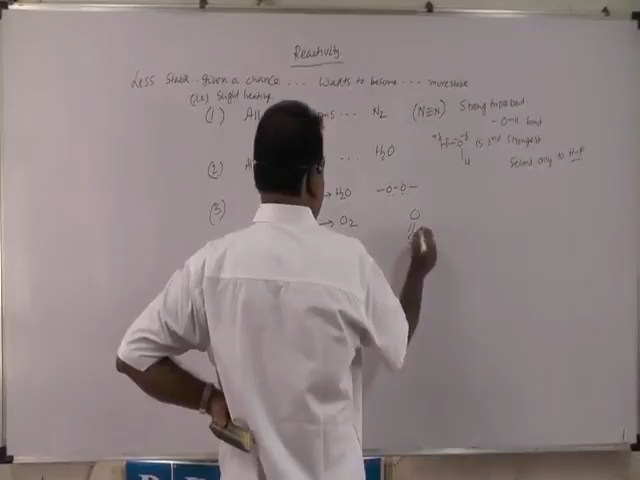 Reactivity
Less Stable - given a chance .... wants to become .... more stable
(i.e) Slight heating
(1) All ... N2 (N≡N) Strong triple bond
- O - H bond
H - O is 2nd strongest
H
Second only to H-F
(2) ... H2O
→ H2O - O - O -
(3) → O2 O